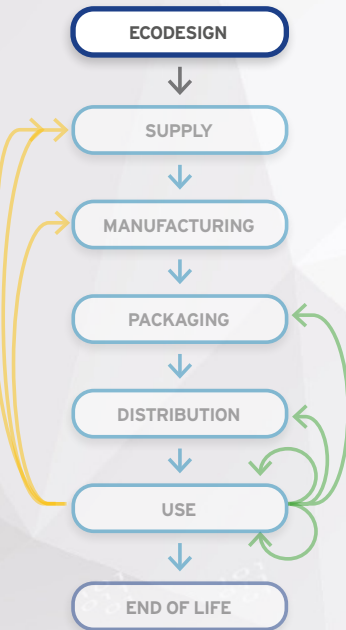 ECODESIGN
SUPPLY
MANUFACTURING
PACKAGING
DISTRIBUTION
USE
END OF LIFE